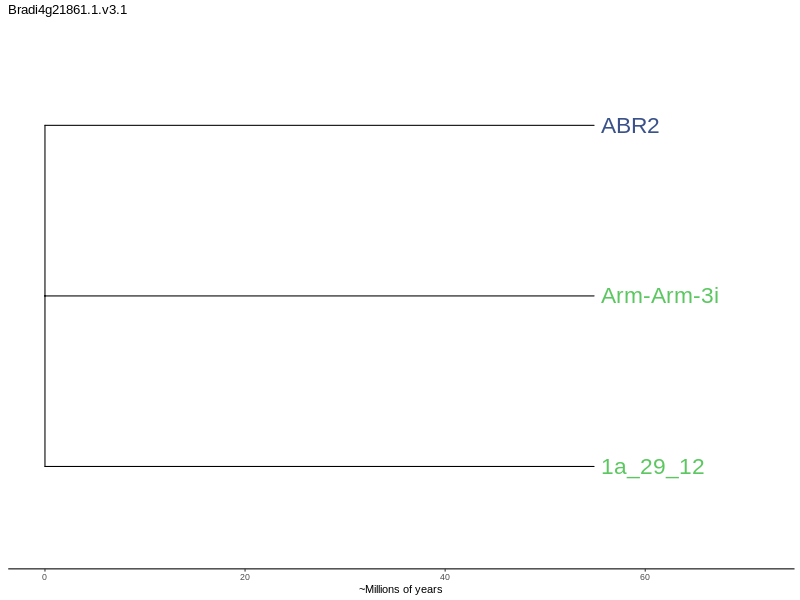 Bradi4g21861.1.v3.1
ABR2
Arm-Arm-3i
1a_29_12
0 20 40 60
~Millions of years